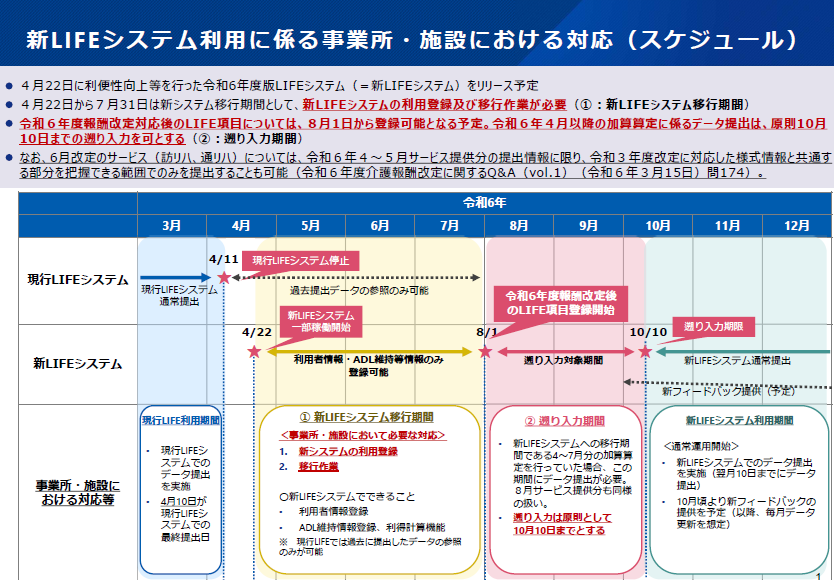 新LIFEシステム利用に係る事業所・施設における対応（スケジュール）
● ４月22日に利便性向上等を行った令和6年度版LIFEシステム（＝新LIFEシステム）をリリース予定
● ４月22日から７月31日は新システム移行期間として、新LIFEシステムの利用登録及び移行作業が必要（①：新LIFEシステム移行期間）
● 令和６年度報酬改定対応後のLIFE項目については、８月1日から登録可能となる予定。令和６年４月以降の加算算定に係るデータ提出は、原則10月
10日までの遡り入力を可とする（②：遡り入力期間）
● なお、6月改定のサービス（訪リハ、通リハ）については、令和６年４～５月サービス提供分の提出情報に限り、令和３年度改定に対応した様式情報と共通す
る部分を把握できる範囲でのみを提出することも可能（令和６年度介護報酬改定に関するQ&A（vol.1）（令和６年３月15日）問174）。
令和6年
3月 4月 5月 6月 7月 8月 9月 10月 11月 12月
現行LIFEシステム
4/11
現行LIFEシステム停止
現行LIFEシステム
通常提出
過去提出データの参照のみ可能
令和6年度報酬改定後
のLIFE項目登録開始
新LIFEシステム
一部稼働開始
遡り入力期限
新LIFEシステム
4/22
8/1
10/10
利用者情報・ADL維持等情報のみ
登録可能
遡り入力対象期間
新LIFEシステム通常提出
新フィードバック提供（予定）
事業所・施設に
おける対応等
現行LIFE利用期間
・ 現行LIFEシ
ステムでの
データ提出
を実施
・ 4月10日が
現行LIFEシ
ステムでの
最終提出日
① 新LIFEシステム移行期間
＜事業所・施設において必要な対応＞
1. 新システムの利用登録
2. 移行作業
〇新LIFEシステムでできること
・ 利用者情報登録
・ ADL維持情報登録、利得計算機能
※ 現行LIFEでは過去に提出したデータの参照
のみが可能
② 遡り入力期間
・ 新LIFEシステムへの移行期
間である4～7月分の加算算
定を行っていた場合、この
期間にデータ提出が必要。
８月サービス提供分も同様
の扱い。
・ 遡り入力は原則として
10月10日までとする
新LIFEシステム利用期間
＜通常運用開始＞
・ 新LIFEシステムでのデータ提出
を実施（翌月10日までにデータ
提出）
・ 10月頃より新フィードバックの
提供を予定（以降、毎月データ
更新を想定）
1